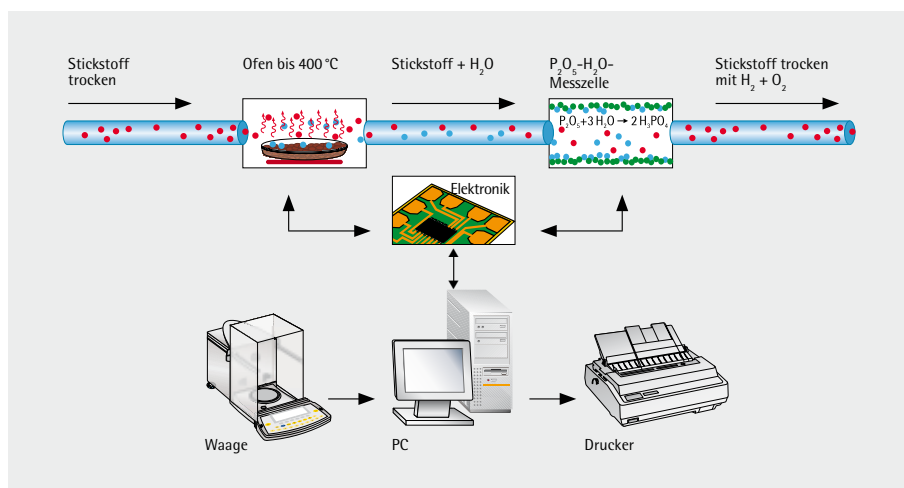 Stickstoff
trocken
Ofen bis 400 °C
Stickstoff + H₂O
P₂O₅-H₂O-
Messzelle
Stickstoff trocken
mit H₂ + O₂
P₂O₅+3 H₂O → 2 H₃PO₄
Elektronik
Waage
PC
Drucker